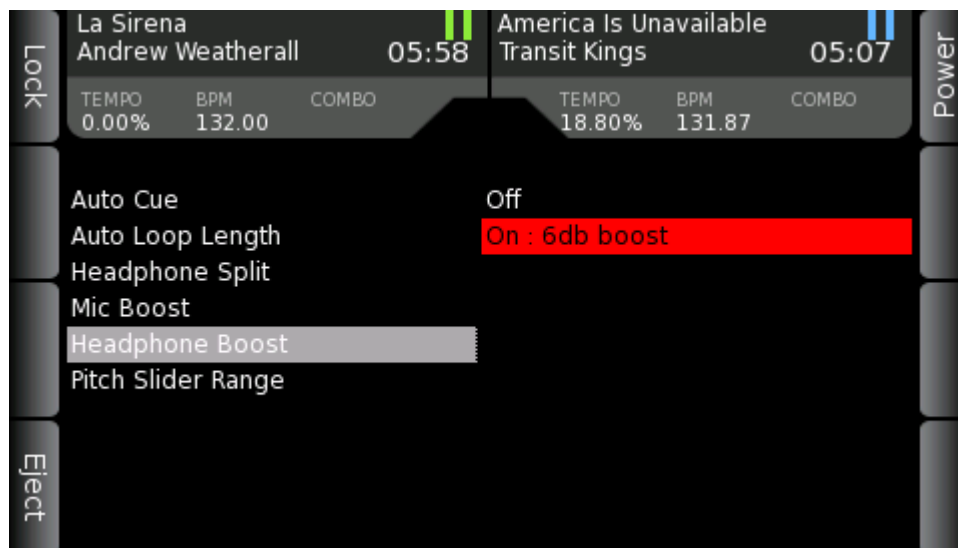 Lock
La Sirena
Andrew Weatherall 05:58
TEMPO BPM COMBO
0.00% 132.00
America Is Unavailable
Transit Kings 05:07
TEMPO BPM COMBO
18.80% 131.87
Power
Auto Cue
Auto Loop Length
Headphone Split
Mic Boost
Headphone Boost
Pitch Slider Range
Off
On : 6db boost
Eject